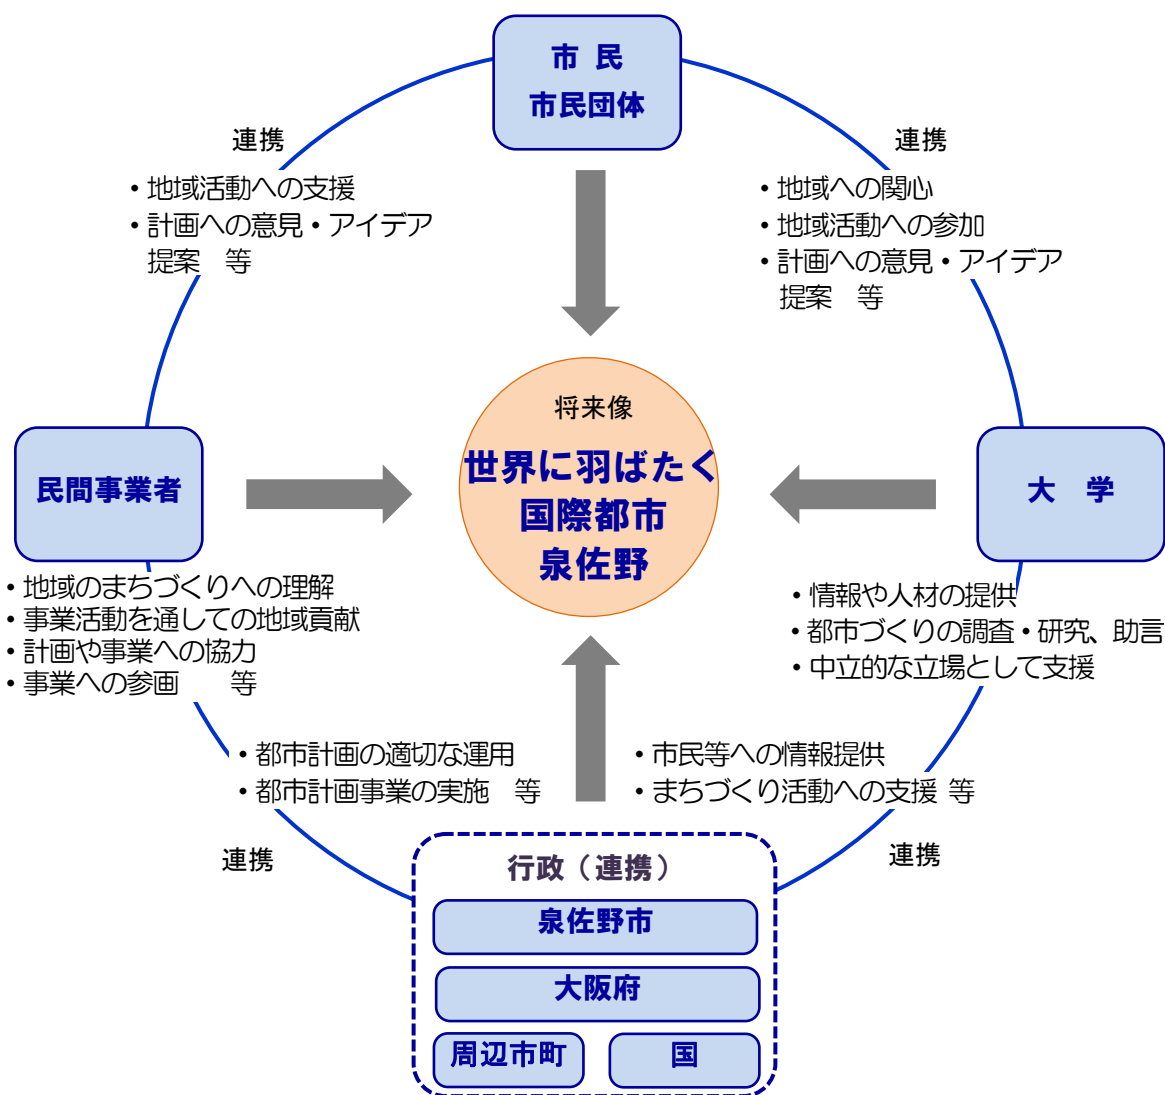 市 民
市民団体
連携
・地域活動への支援
・計画への意見・アイデア
提案　等
連携
・地域への関心
・地域活動への参加
・計画への意見・アイデア
提案　等
将来像
世界に羽ばたく
国際都市
泉佐野
民間事業者
・地域のまちづくりへの理解
・事業活動を通しての地域貢献
・計画や事業への協力
・事業への参画　　等
大　学
・情報や人材の提供
・都市づくりの調査・研究、助言
・中立的な立場として支援
・都市計画の適切な運用
・都市計画事業の実施　等
・市民等への情報提供
・まちづくり活動への支援 等
連携
連携
行政（連携）
泉佐野市
大阪府
周辺市町
国